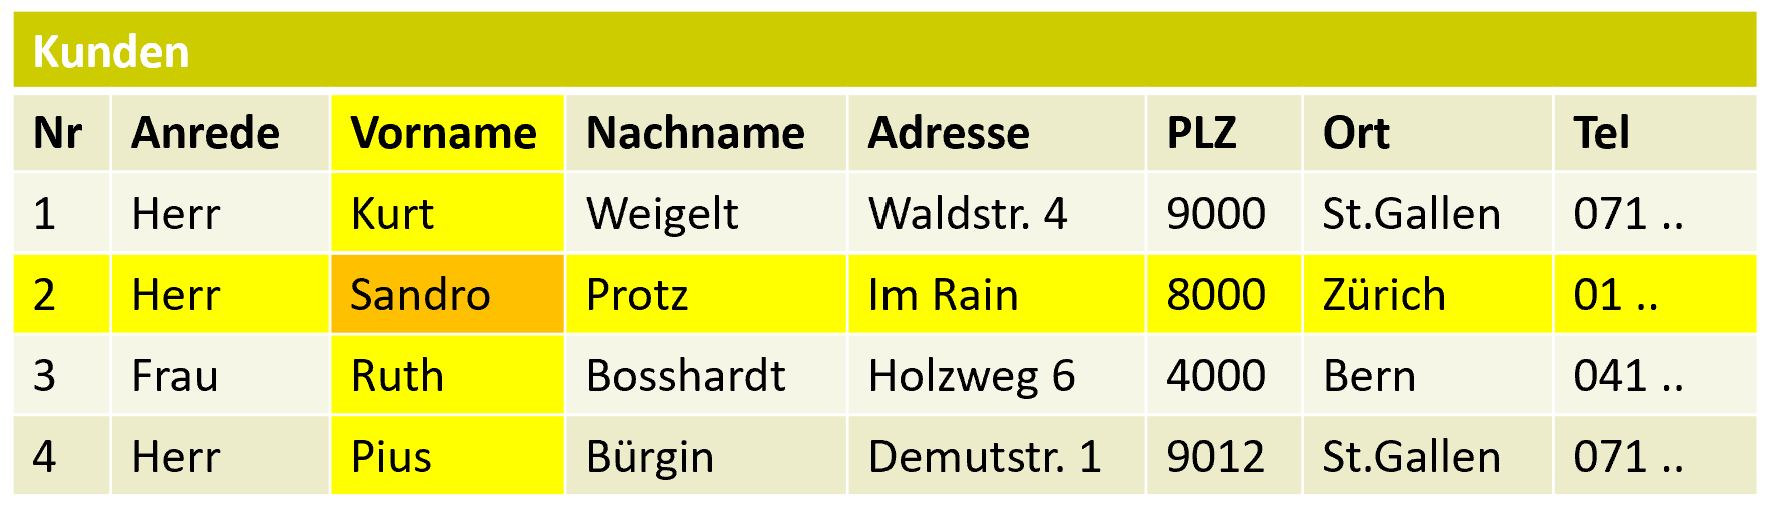 Kunden
Nr Anrede Vorname Nachname Adresse PLZ Ort Tel
1 Herr Kurt Weigelt Waldstr. 4 9000 St.Gallen 071 ..
2 Herr Sandro Protz Im Rain 8000 Zürich 01 ..
3 Frau Ruth Bosshardt Holzweg 6 4000 Bern 041 ..
4 Herr Pius Bürgin Demutstr. 1 9012 St.Gallen 071 ..